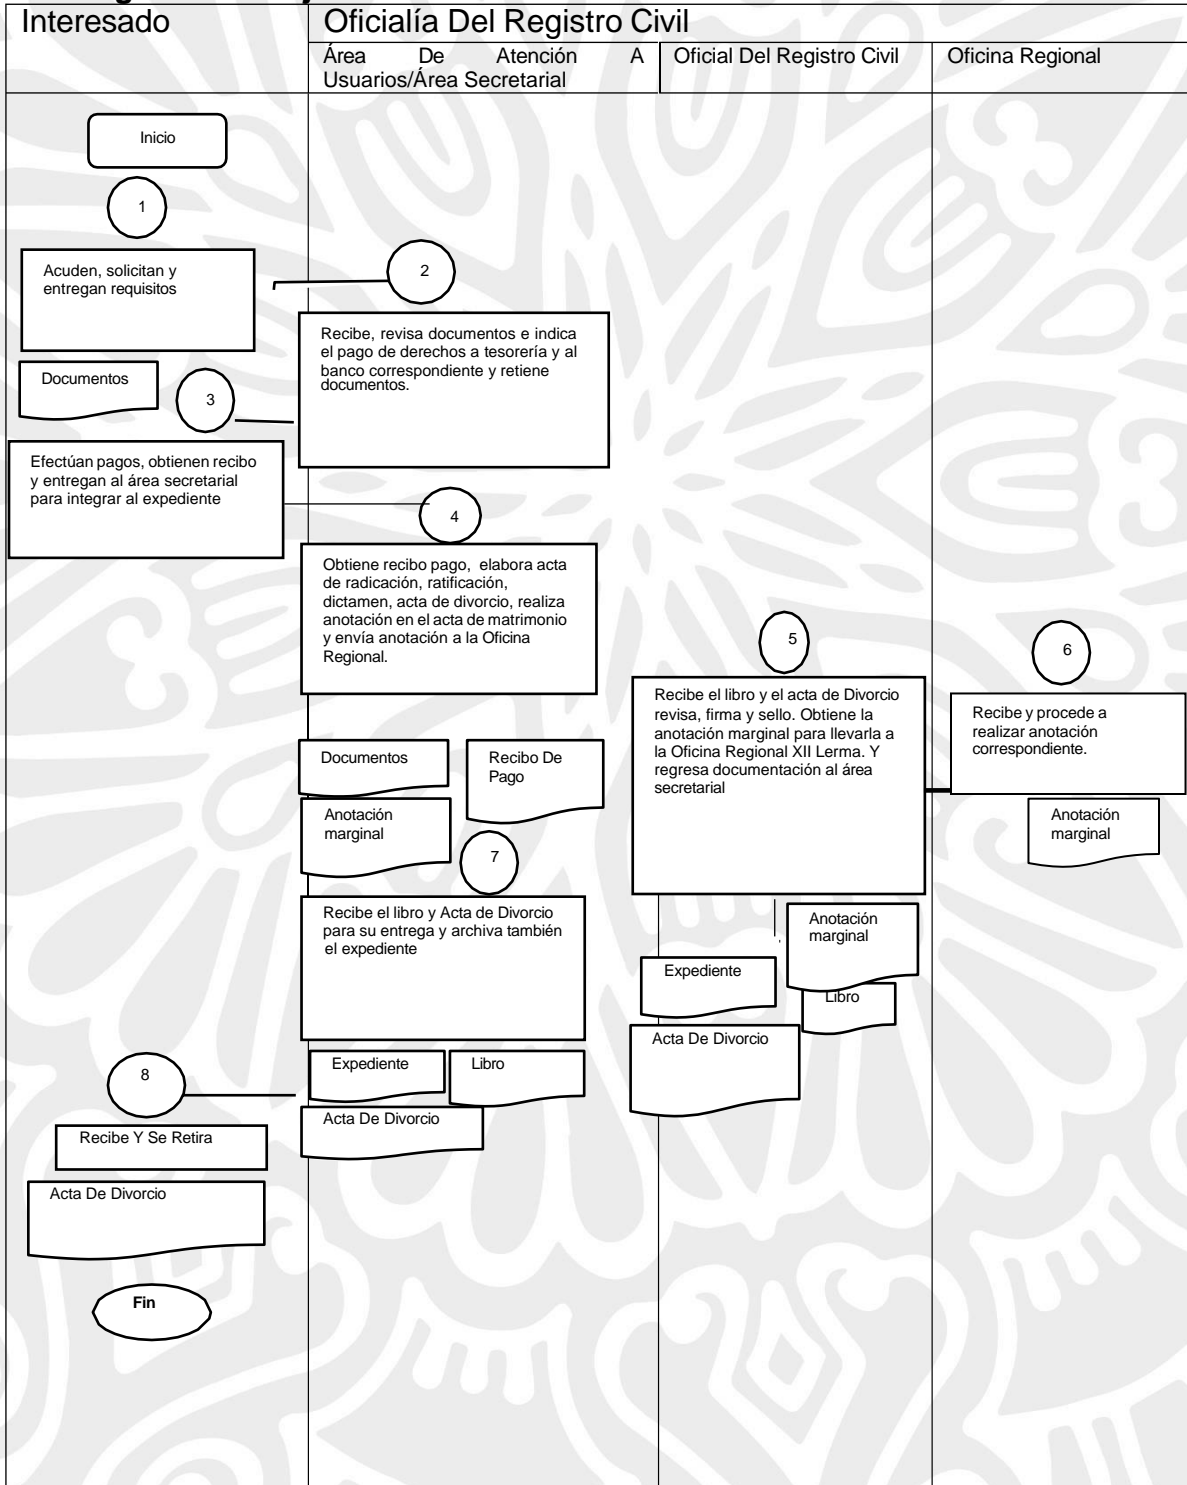 Interesado
Oficialía Del Registro Civil
Área De Atención A
Usuarios/Área Secretarial
Oficial Del Registro Civil
Oficina Regional
Inicio
1
Acuden, solicitan y
entregan requisitos
Documentos
2
Recibe, revisa documentos e indica
el pago de derechos a tesorería y al
banco correspondiente y retiene
documentos.
3
Efectúan pagos, obtienen recibo
y entregan al área secretarial
para integrar al expediente
4
Obtiene recibo pago, elabora acta
de radicación, ratificación,
dictamen, acta de divorcio, realiza
anotación en el acta de matrimonio
y envía anotación a la Oficina
Regional.
Documentos
Recibo De
Pago
Anotación
marginal
5
Recibe el libro y el acta de Divorcio
revisa, firma y sello. Obtiene la
anotación marginal para llevarla a
la Oficina Regional XII Lerma. Y
regresa documentación al área
secretarial
Anotación
marginal
Expediente
Libro
Acta De Divorcio
6
Recibe y procede a
realizar anotación
correspondiente.
Anotación
marginal
7
Recibe el libro y Acta de Divorcio
para su entrega y archiva también
el expediente
Expediente
Libro
Acta De Divorcio
8
Recibe Y Se Retira
Acta De Divorcio
Fin